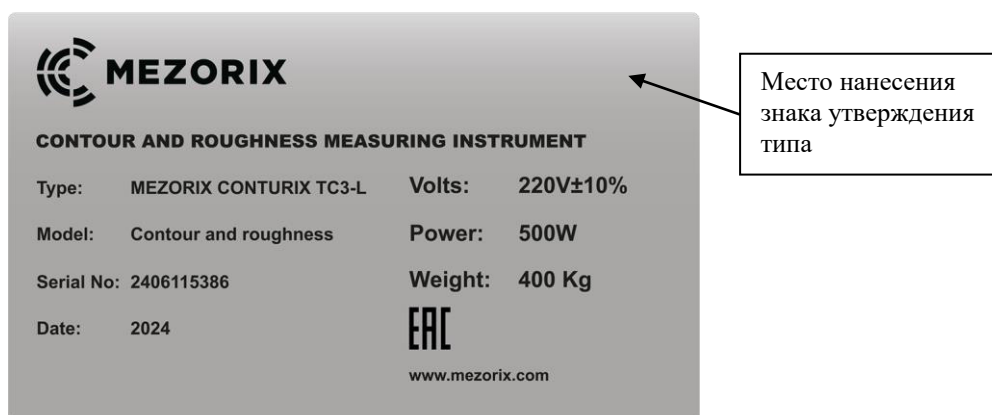 MEZORIX
Место нанесения
знака утверждения
типа
CONTOUR AND ROUGHNESS MEASURING INSTRUMENT
Type: MEZORIX CONTURIX TC3-L
Volts: 220V±10%
Model: Contour and roughness
Power: 500W
Serial No: 2406115386
Weight: 400 Kg
Date: 2024
EAC
www.mezorix.com